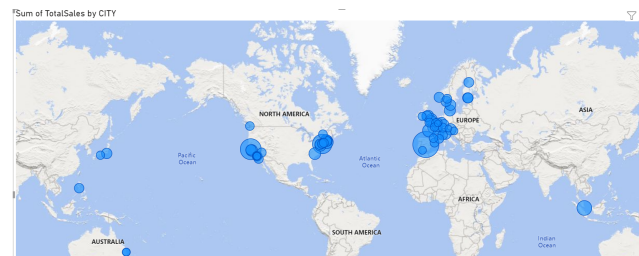 Sum of TotalSales by CITY
NORTH AMERICA
ASIA
EUROPE
Pacific
Ocean
Atlantic
Ocean
AFRICA
SOUTH AMERICA
AUSTRALIA
Indian
Ocean